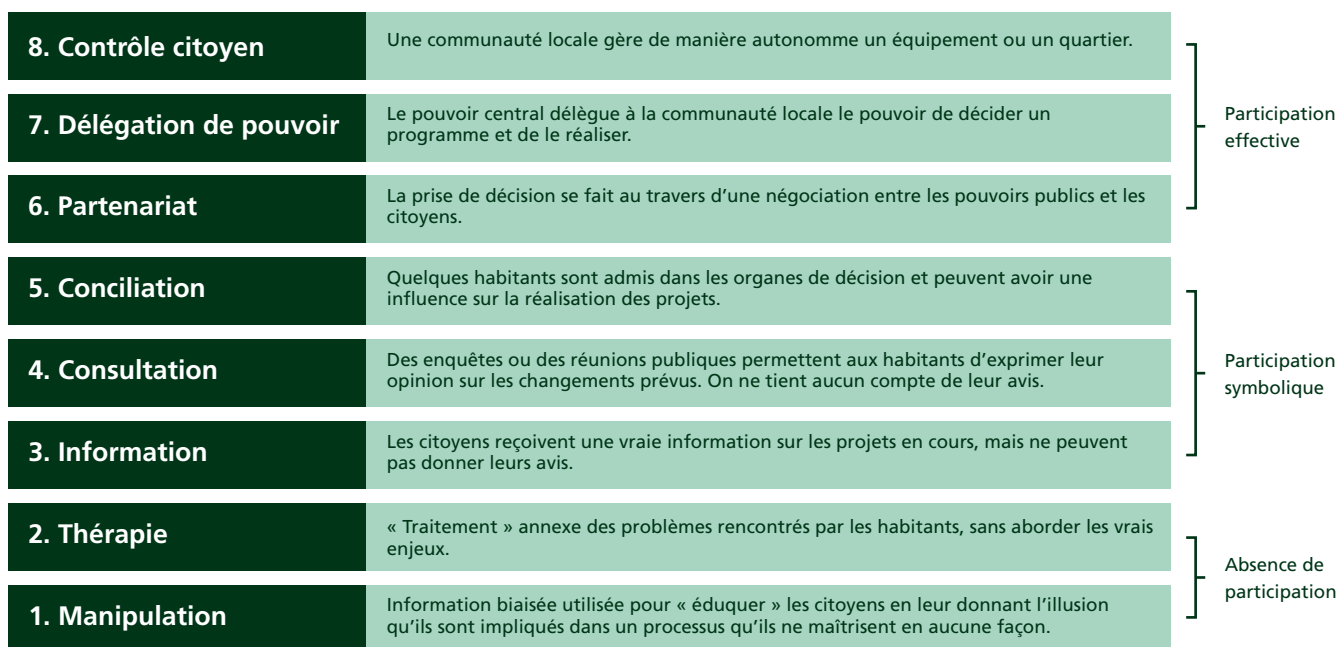 8. Contrôle citoyen
Une communauté locale gère de manière autonomme un équipement ou un quartier.
7. Délégation de pouvoir
Le pouvoir central délègue à la communauté locale le pouvoir de décider un
programme et de le réaliser.
Participation
effective
6. Partenariat
La prise de décision se fait au travers d’une négociation entre les pouvoirs publics et les
citoyens.
5. Conciliation
Quelques habitants sont admis dans les organes de décision et peuvent avoir une
influence sur la réalisation des projets.
4. Consultation
Des enquêtes ou des réunions publiques permettent aux habitants d’exprimer leur
opinion sur les changements prévus. On ne tient aucun compte de leur avis.
Participation
symbolique
3. Information
Les citoyens reçoivent une vraie information sur les projets en cours, mais ne peuvent
pas donner leurs avis.
2. Thérapie
« Traitement » annexe des problèmes rencontrés par les habitants, sans aborder les vrais
enjeux.
Absence de
participation
1. Manipulation
Information biaisée utilisée pour « éduquer » les citoyens en leur donnant l’illusion
qu’ils sont impliqués dans un processus qu’ils ne maîtrisent en aucune façon.